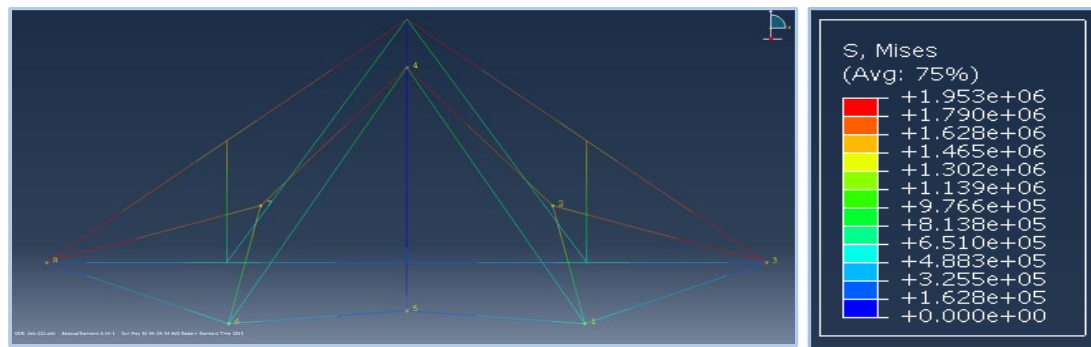 4
7
2
8
3
5
6
1
S, Mises
(Avg: 75%)
+1.953e+06
+1.790e+06
+1.628e+06
+1.465e+06
+1.302e+06
+1.139e+06
+9.766e+05
+8.138e+05
+6.510e+05
+4.883e+05
+3.255e+05
+1.628e+05
+0.000e+00